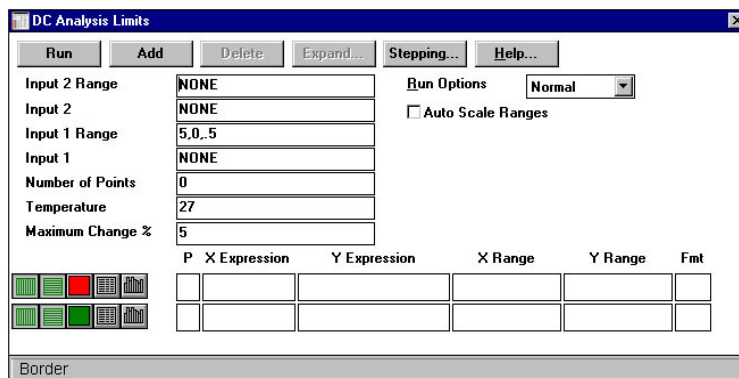 DC Analysis Limits
Run Add Delete Expand... Stepping... Help...
Input 2 Range NONE Run Options Normal
Input 2 NONE Auto Scale Ranges
Input 1 Range 5,0,.5
Input 1 NONE
Number of Points 0
Temperature 27
Maximum Change % 5
P X Expression Y Expression X Range Y Range Fmt
Border